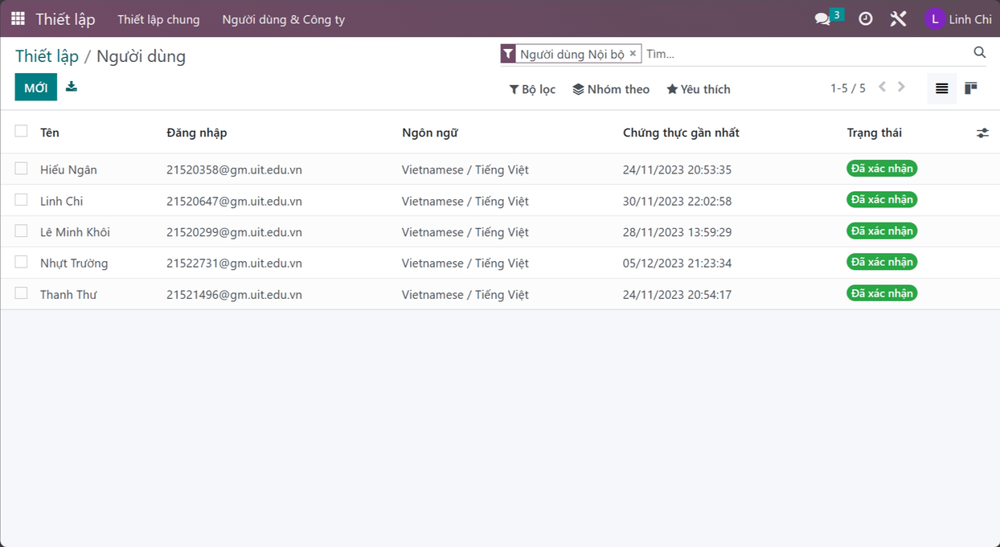 Thiết lập Thiết lập chung Người dùng & Công ty 3 L Linh Chi
Thiết lập / Người dùng Người dùng Nội bộ × Tìm...
MỚI Bộ lọc Nhóm theo Yêu thích 1-5 / 5
Tên Đăng nhập Ngôn ngữ Chứng thực gần nhất Trạng thái
Hiếu Ngân 21520358@gm.uit.edu.vn Vietnamese / Tiếng Việt 24/11/2023 20:53:35 Đã xác nhận
Linh Chi 21520647@gm.uit.edu.vn Vietnamese / Tiếng Việt 30/11/2023 22:02:58 Đã xác nhận
Lê Minh Khôi 21520299@gm.uit.edu.vn Vietnamese / Tiếng Việt 28/11/2023 13:59:29 Đã xác nhận
Nhựt Trường 21522731@gm.uit.edu.vn Vietnamese / Tiếng Việt 05/12/2023 21:23:34 Đã xác nhận
Thanh Thư 21521496@gm.uit.edu.vn Vietnamese / Tiếng Việt 24/11/2023 20:54:17 Đã xác nhận